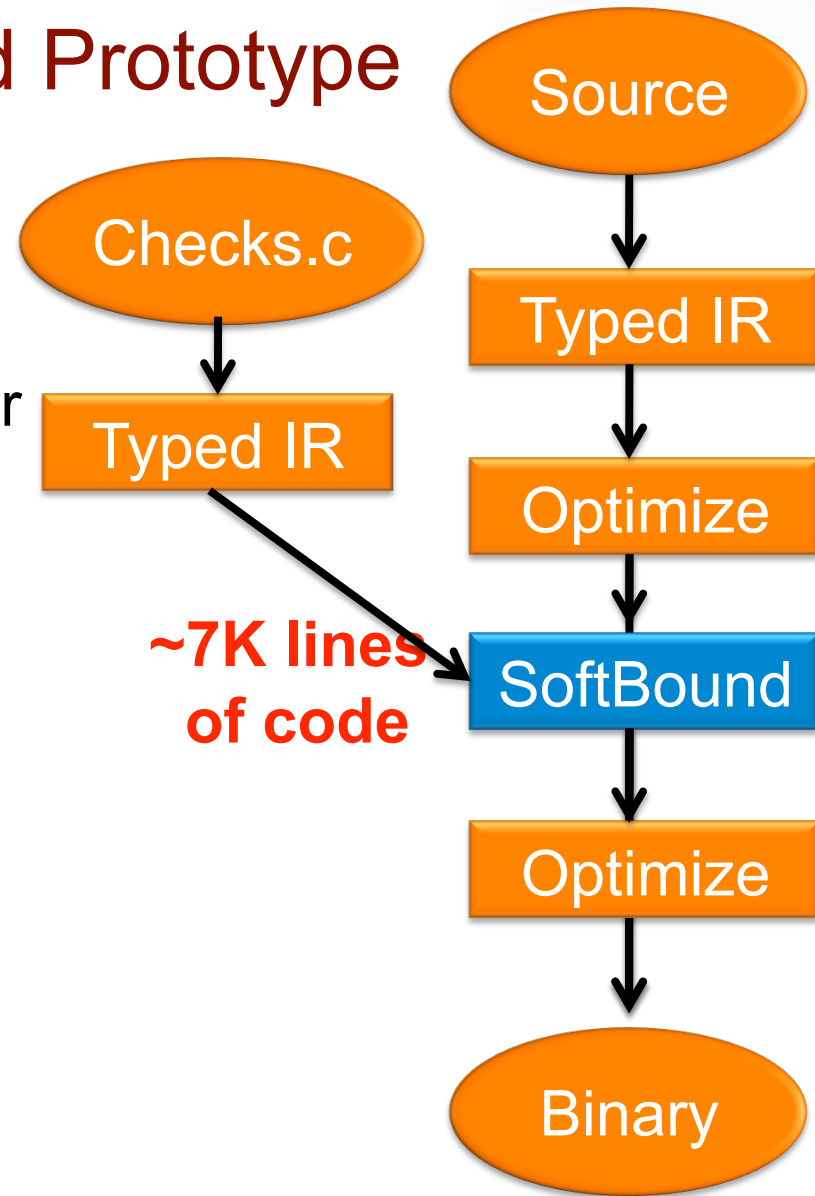 d Prototype
Source
Checks.c
Typed IR
r
Typed IR
Optimize
~7K lines
of code
SoftBound
Optimize
Binary